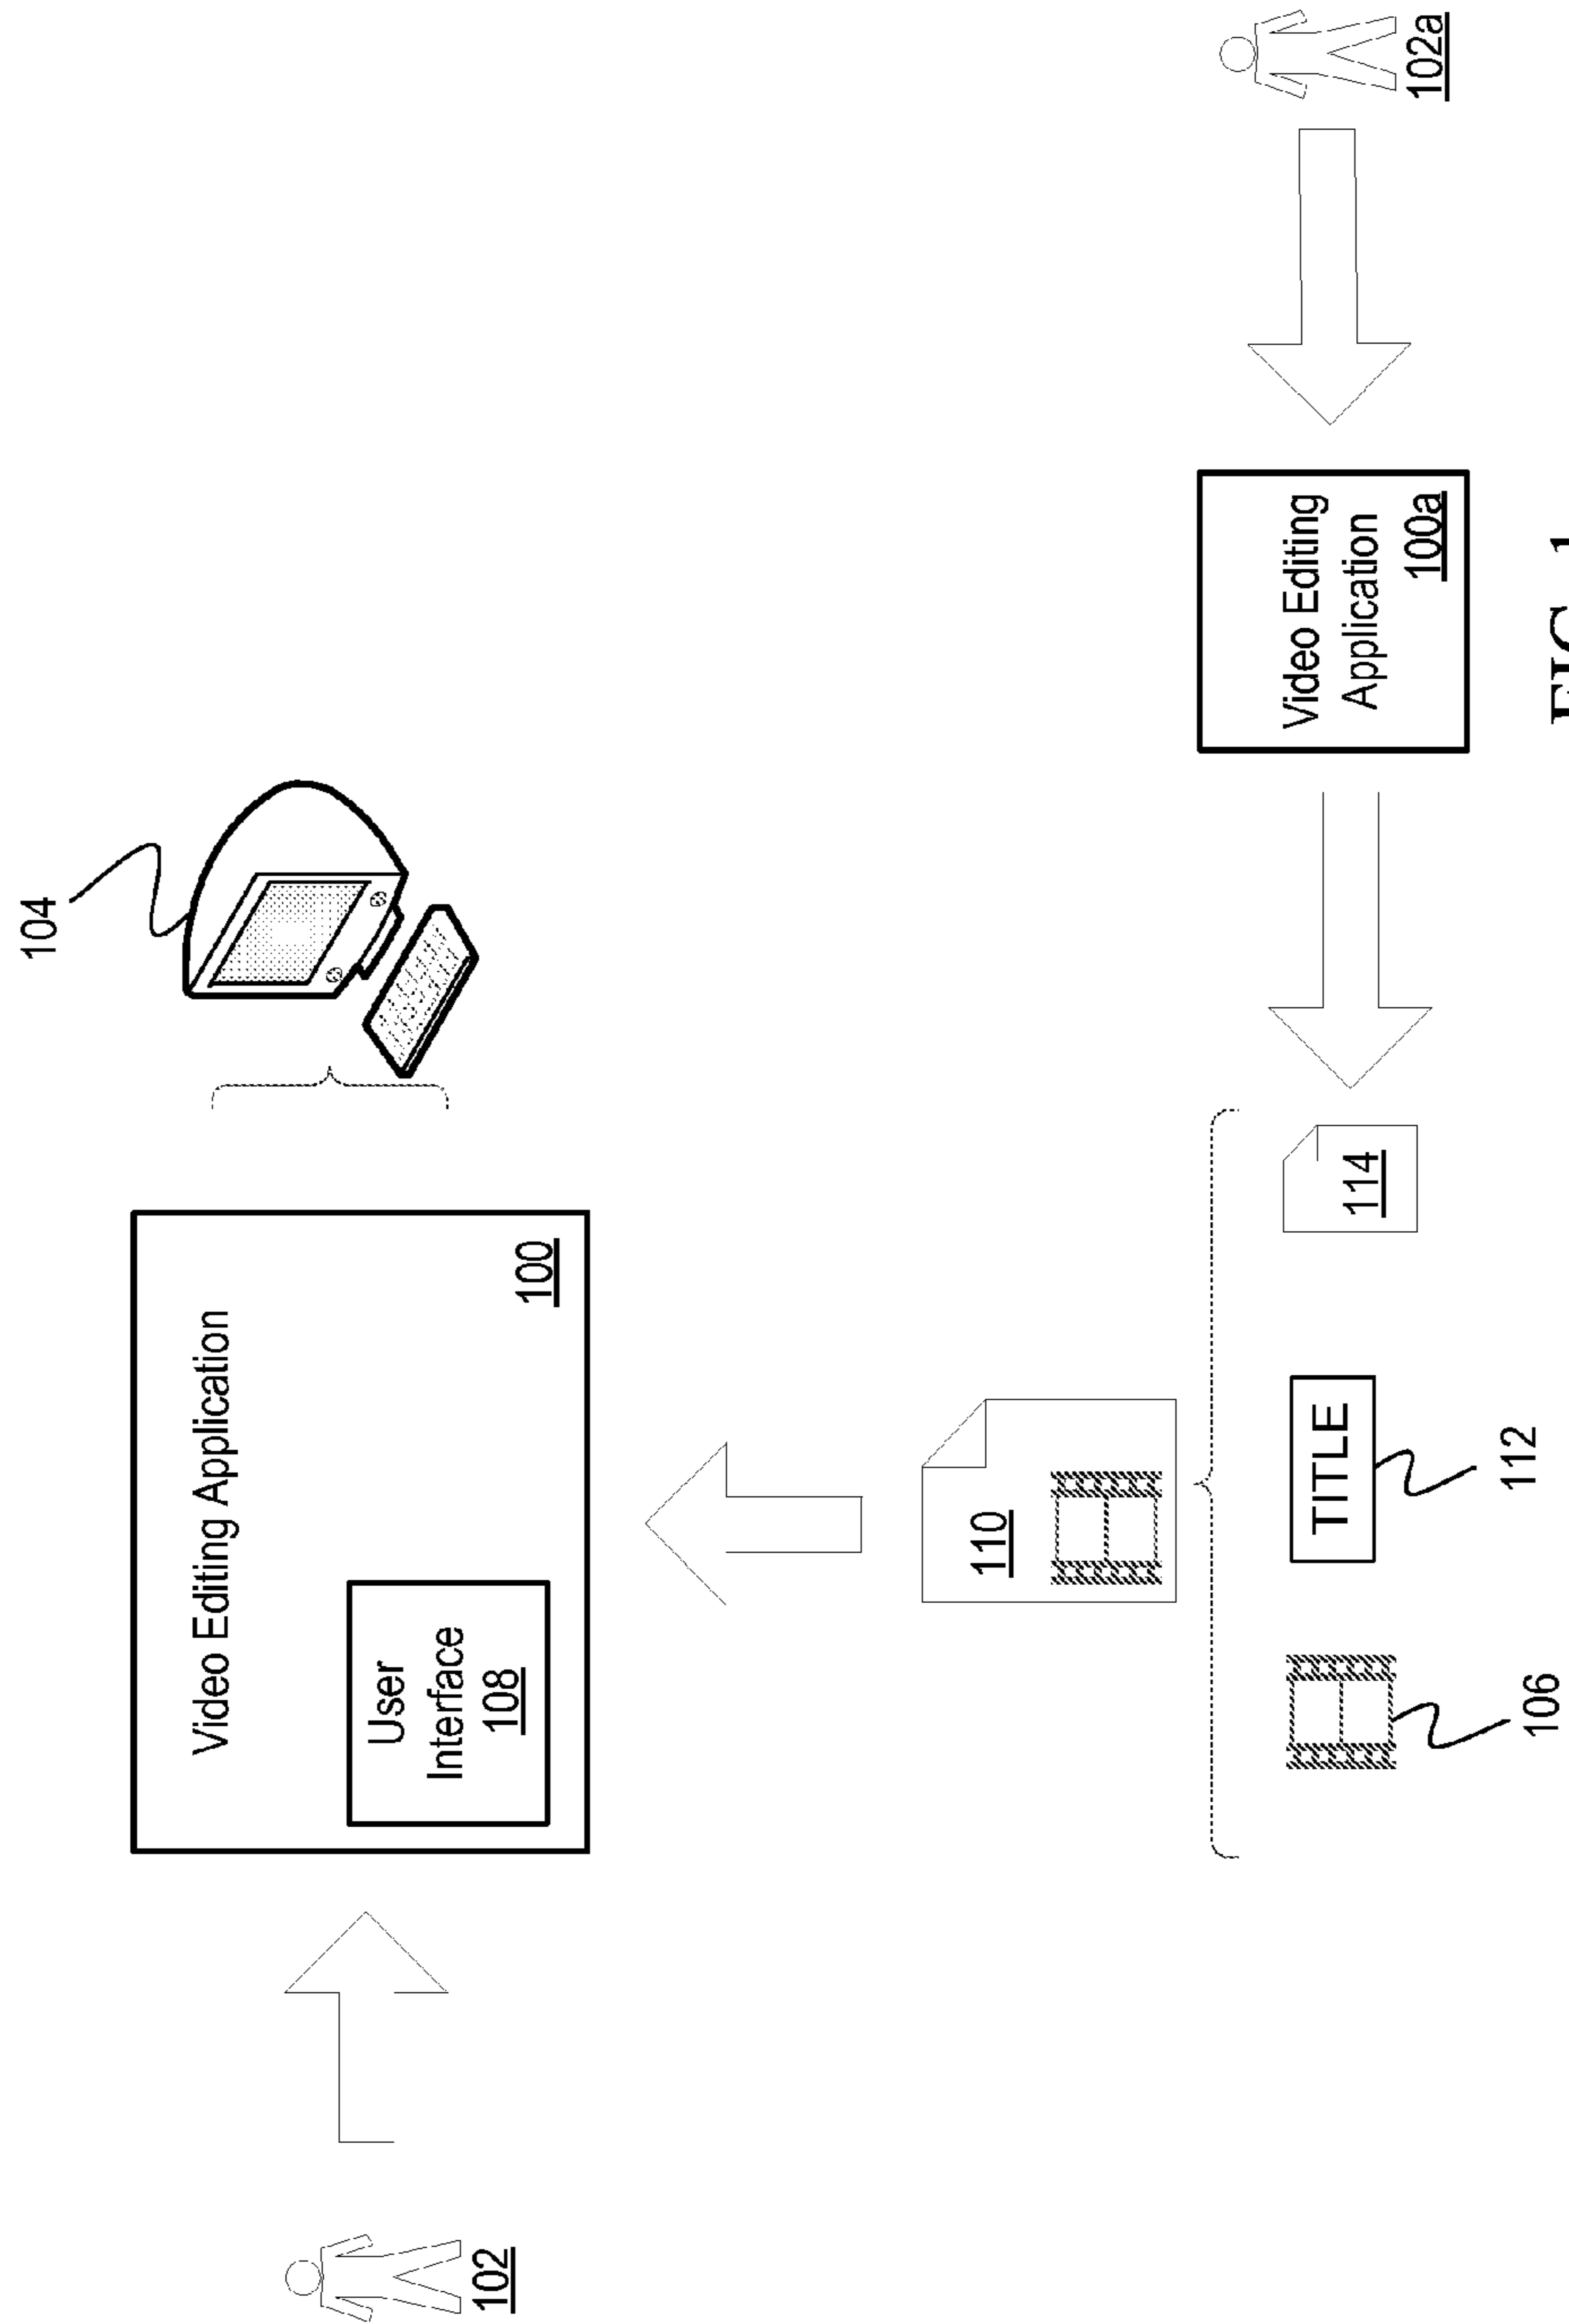 104
Video Editing Application
User
Interface
108
100
102
110
TITLE
114
106
112
Video Editing
Application
100a
102a
FIG. 1